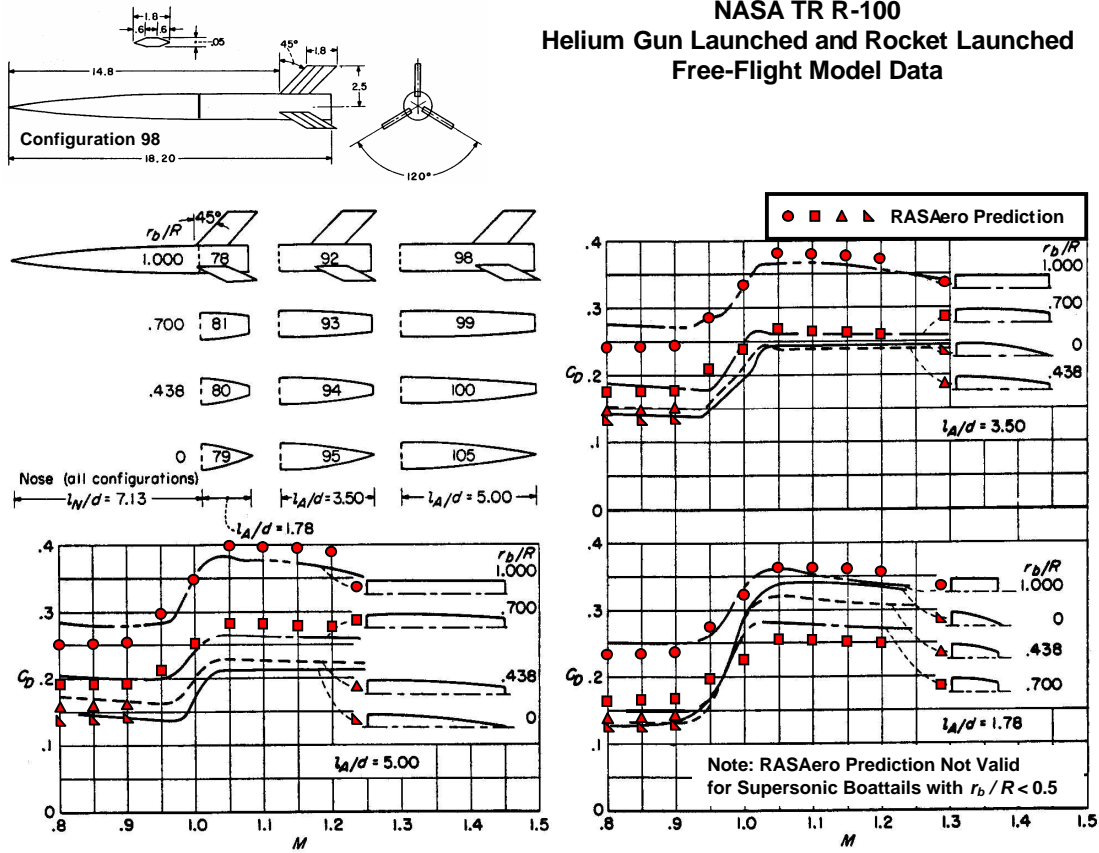 NASA TR R-100
Helium Gun Launched and Rocket Launched
Free-Flight Model Data
1.8
.6 .6
.05
45°
1.8
14.8
2.5
Configuration 98
18.20
120°
r_b/R
45°
1.000 78 92 98
.700 81 93 99
.438 80 94 100
0 79 95 105
Nose (all configurations)
l_N/d = 7.13
l_A/d = 3.50
l_A/d = 5.00
l_A/d = 1.78
RASAero Prediction
.4
.3
C_D
.2
.1
0
r_b/R
1.000
.700
0
.438
l_A/d = 3.50
.4
.3
C_D
.2
.1
0
r_b/R
1.000
.700
.438
0
l_A/d = 5.00
.8 .9 1.0 1.1 1.2 1.3 1.4 1.5
M
.4
.3
C_D
.2
.1
0
r_b/R
1.000
0
.438
.700
l_A/d = 1.78
Note: RASAero Prediction Not Valid
for Supersonic Boattails with r_b / R < 0.5
.8 .9 1.0 1.1 1.2 1.3 1.4 1.5
M